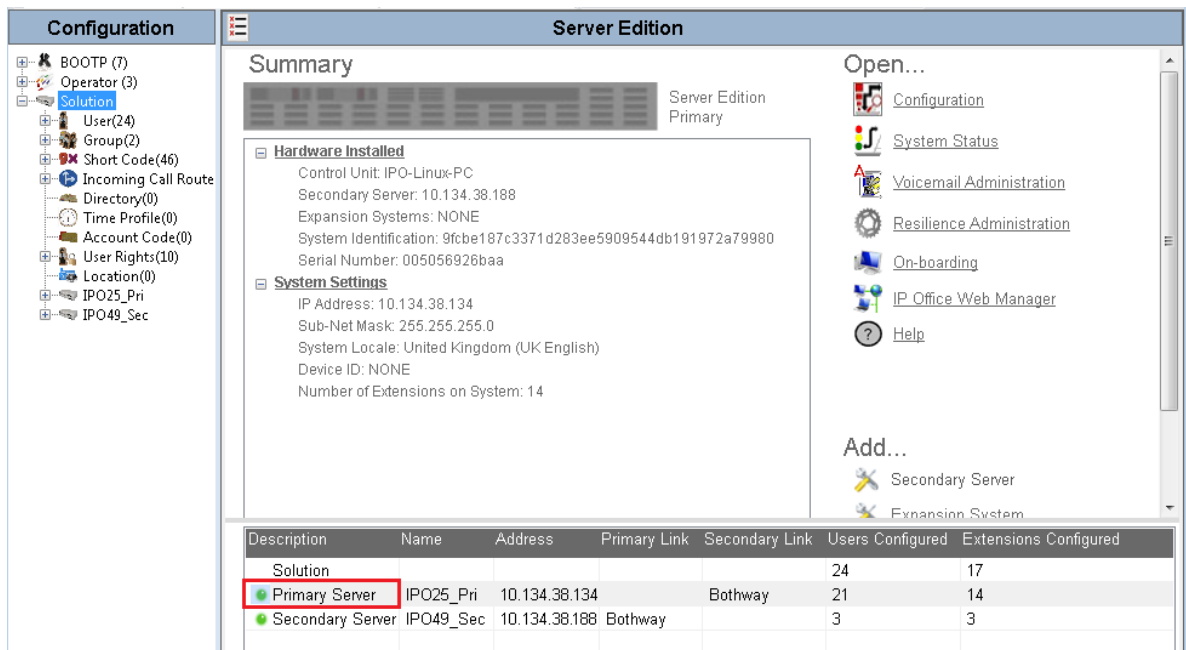 Configuration
Server Edition
BOOTP (7)
Operator (3)
Solution
User(24)
Group(2)
Short Code(46)
Incoming Call Route
Directory(0)
Time Profile(0)
Account Code(0)
User Rights(10)
Location(0)
IPO25_Pri
IPO49_Sec
Summary
Server Edition
Primary
Hardware Installed
Control Unit: IPO-Linux-PC
Secondary Server: 10.134.38.188
Expansion Systems: NONE
System Identification: 9fcbe187c3371d283ee5909544db191972a79980
Serial Number: 005056926baa
System Settings
IP Address: 10.134.38.134
Sub-Net Mask: 255.255.255.0
System Locale: United Kingdom (UK English)
Device ID: NONE
Number of Extensions on System: 14
Open...
Configuration
System Status
Voicemail Administration
Resilience Administration
On-boarding
IP Office Web Manager
Help
Add...
Secondary Server
Expansion System
Description Name Address Primary Link Secondary Link Users Configured Extensions Configured
Solution 24 17
Primary Server IPO25_Pri 10.134.38.134 Bothway 21 14
Secondary Server IPO49_Sec 10.134.38.188 Bothway 3 3